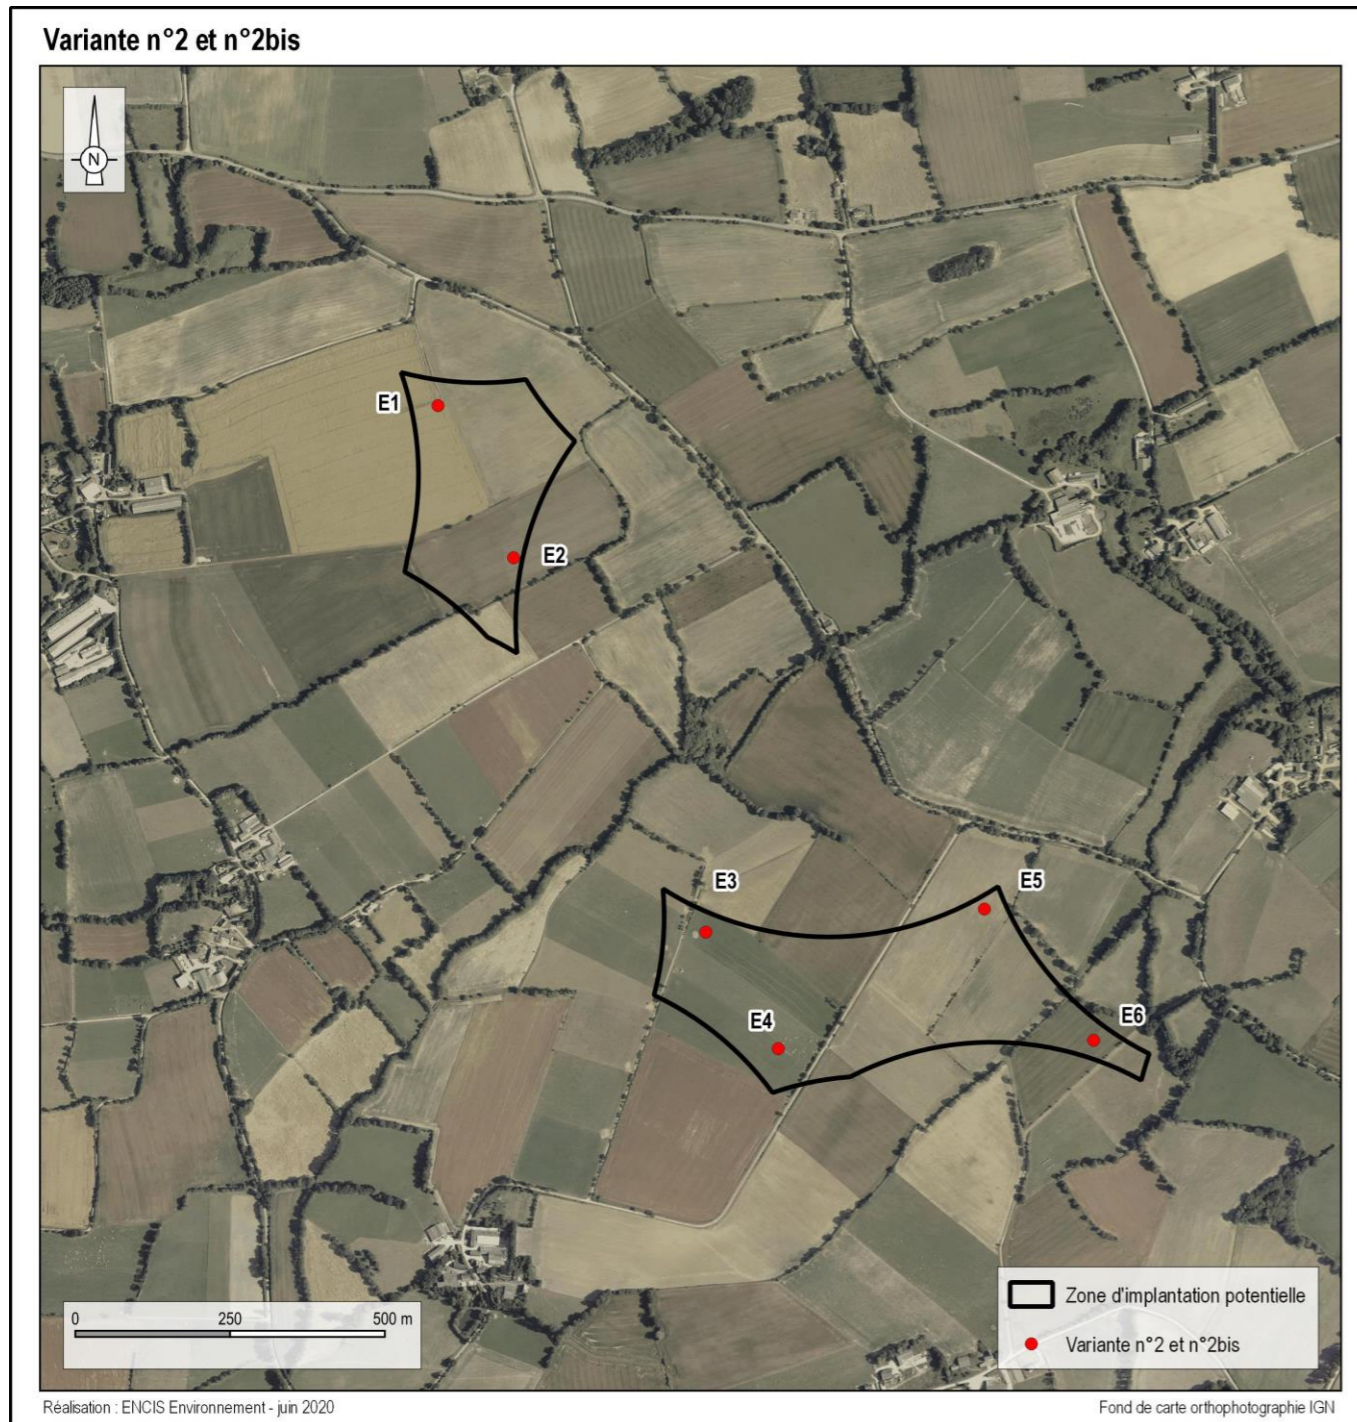 Variante n°2 et n°2bis
N
E1
E2
E3
E5
E4
E6
0 250 500 m
Zone d'implantation potentielle
Variante n°2 et n°2bis
Réalisation : ENCIS Environnement - juin 2020
Fond de carte orthophotographie IGN